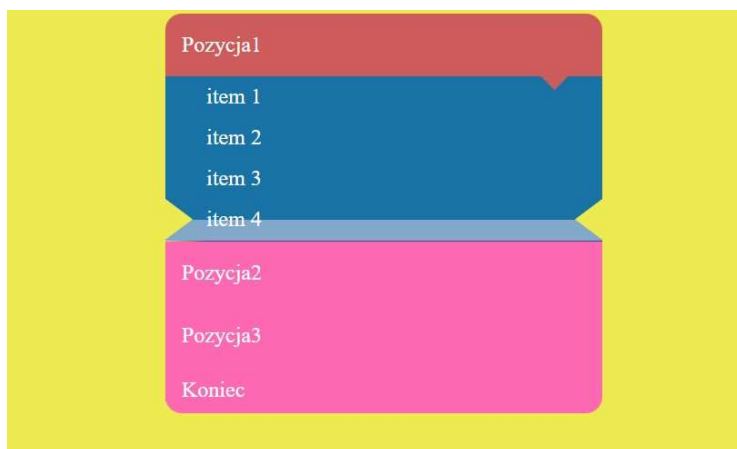 Pozycja1
item 1
item 2
item 3
item 4
Pozycja2
Pozycja3
Koniec